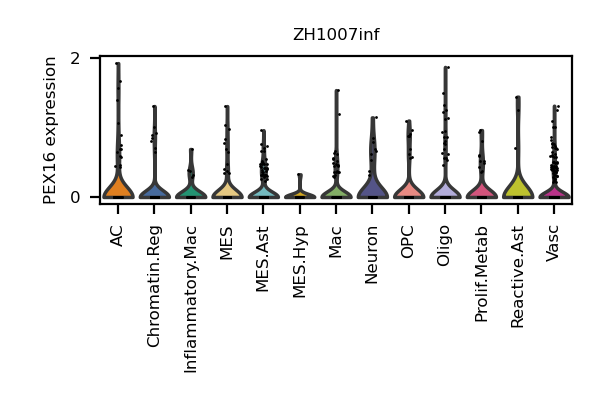 ZH1007inf
PEX16 expression
2
0
AC
Chromatin.Reg
Inflammatory.Mac
MES
MES.Ast
MES.Hyp
Mac
Neuron
OPC
Oligo
Prolif.Metab
Reactive.Ast
Vasc